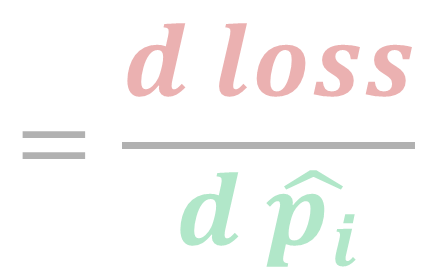 = d loss
d p̂ᵢ